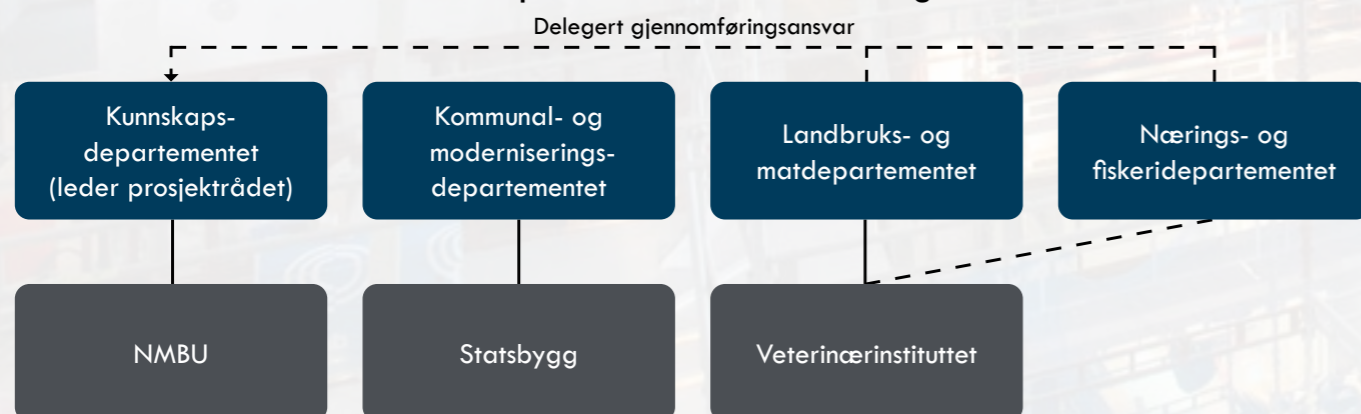 Delegert gjennomføringsansvar
Kunnskaps-
departementet
(leder prosjektrådet)
Kommunal- og
moderniserings-
departementet
Landbruks- og
matdepartementet
Nærings- og
fiskeridepartementet
NMBU
Statsbygg
Veterinærinstituttet